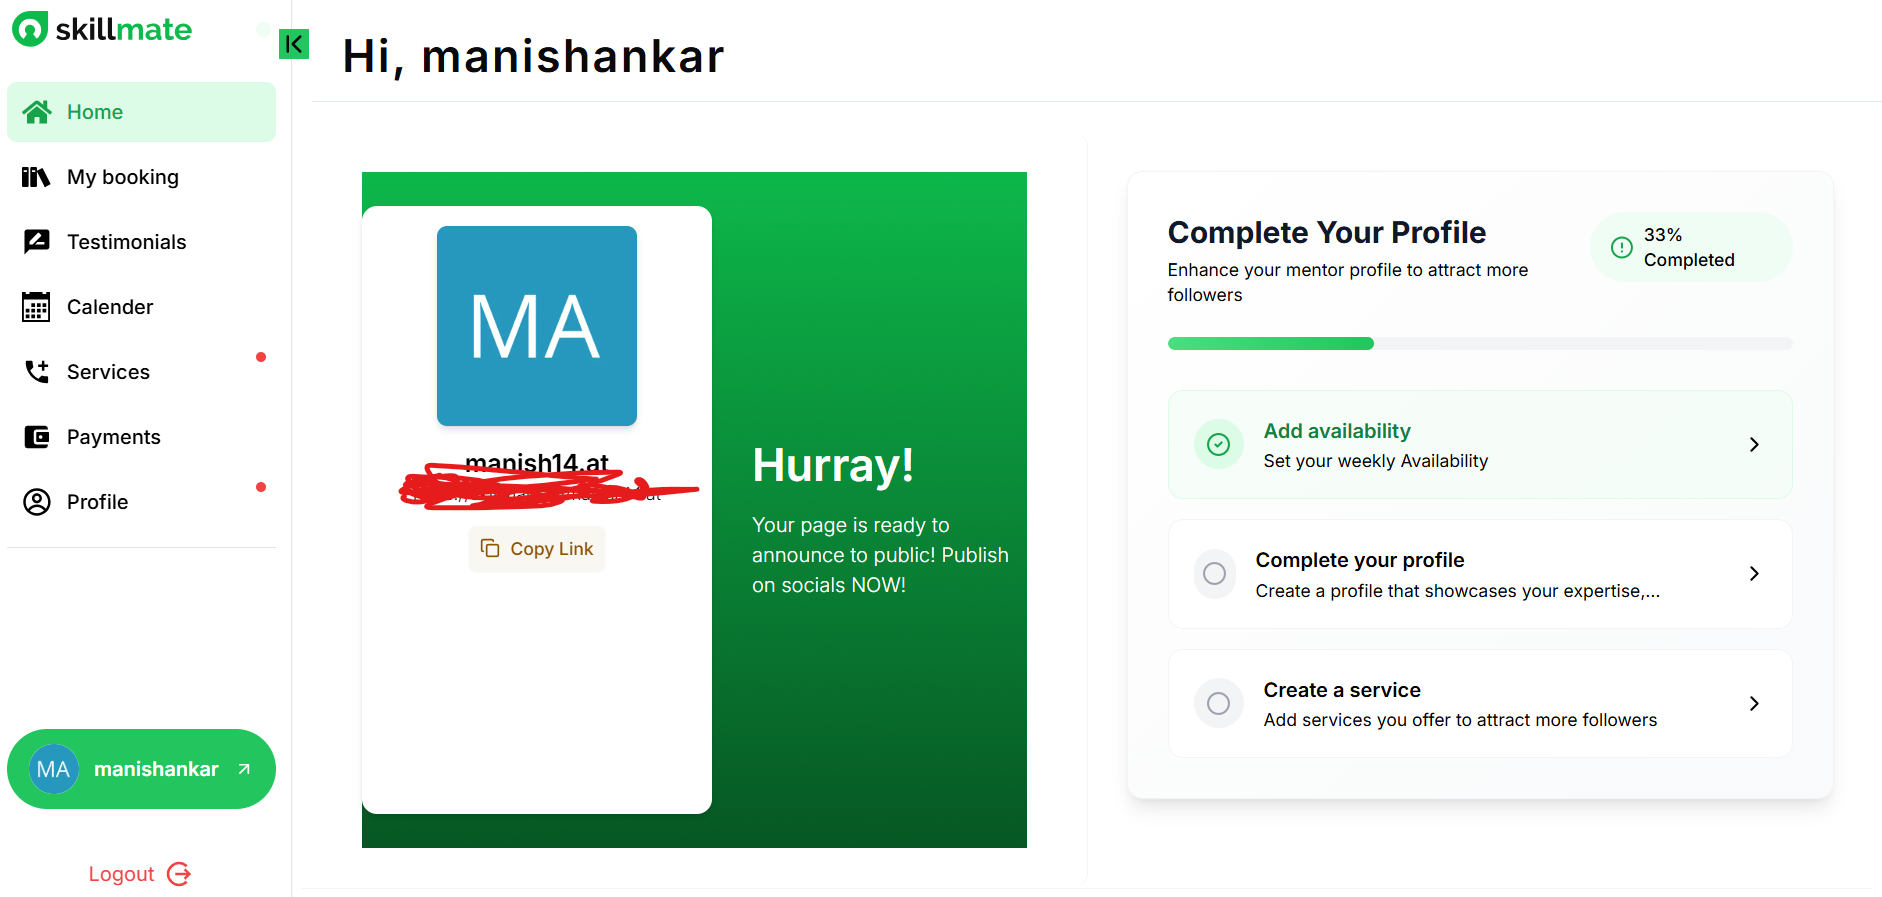 skillmate
Home
My booking
Testimonials
Calender
Services
Payments
Profile
MA
manishankar
Logout
Hi, manishankar
MA
manish14.at
Copy Link
Hurray!
Your page is ready to
announce to public! Publish
on socials NOW!
Complete Your Profile
Enhance your mentor profile to attract more
followers
33%
Completed
Add availability
Set your weekly Availability
Complete your profile
Create a profile that showcases your expertise,...
Create a service
Add services you offer to attract more followers